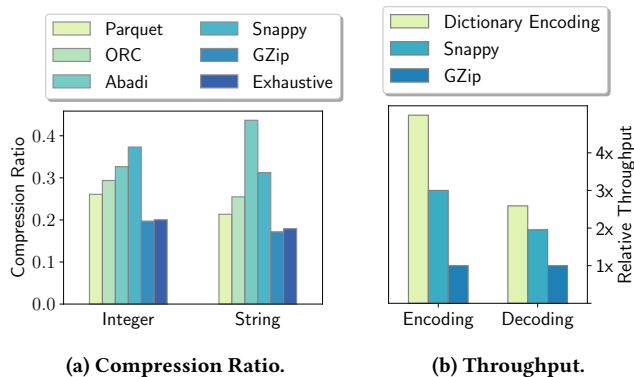 Parquet
ORC
Abadi
Snappy
GZip
Exhaustive
Compression Ratio
0.4
0.3
0.2
0.1
0.0
Integer
String
(a) Compression Ratio.
Dictionary Encoding
Snappy
GZip
4x
3x
2x
1x
Relative Throughput
Encoding
Decoding
(b) Throughput.